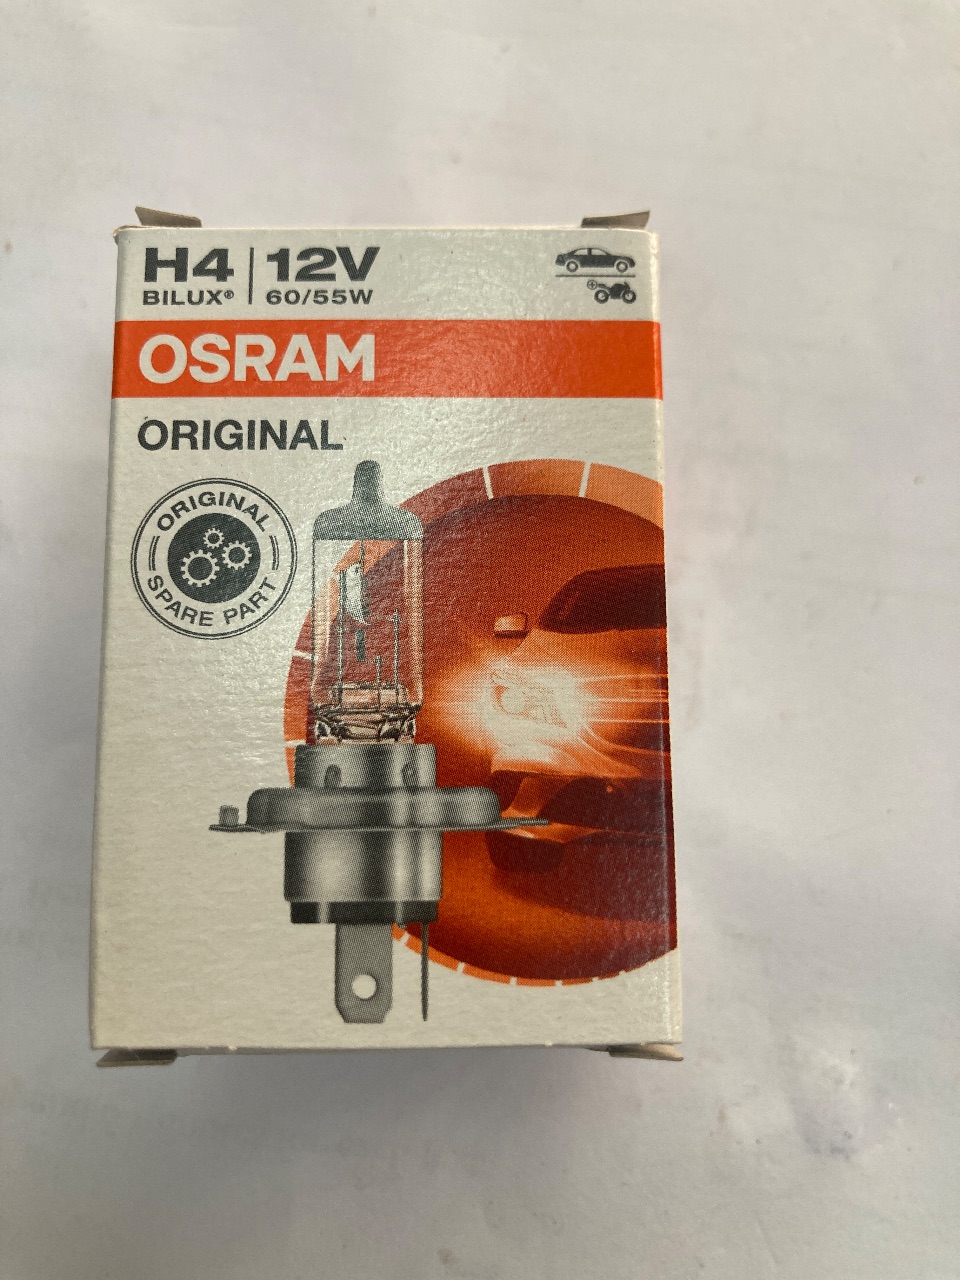 H4 | 12V
BILUX® 60/55W
OSRAM
ORIGINAL
ORIGINAL
SPARE PART